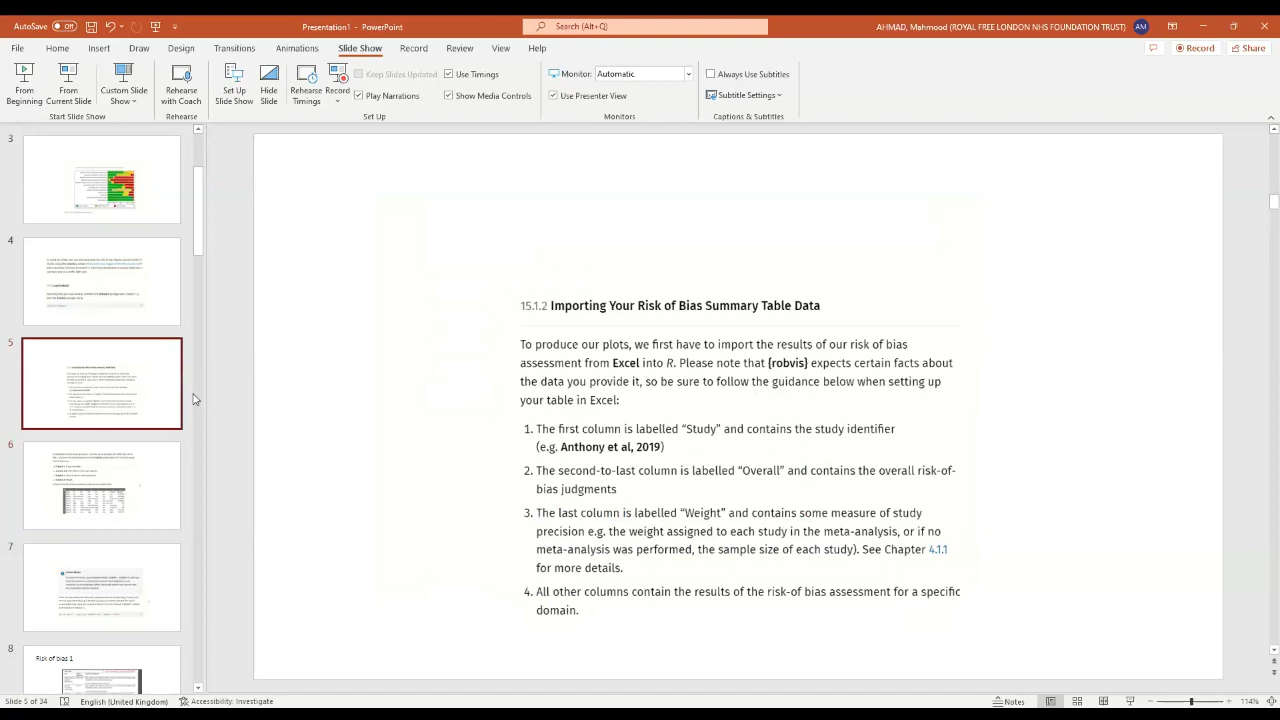 AutoSave Off
Presentation1 - PowerPoint
Search (Alt+Q)
AHMAD, Mahmood (ROYAL FREE LONDON NHS FOUNDATION TRUST)
AM
File Home Insert Draw Design Transitions Animations Slide Show Record Review View Help
Record
Share
From Beginning
From Current Slide
Custom Slide Show
Rehearse with Coach
Set Up Slide Show
Hide Slide
Rehearse Timings
Record
Keep Slides Updated
Use Timings
Play Narrations
Show Media Controls
Monitor: Automatic
Use Presenter View
Always Use Subtitles
Subtitle Settings
Start Slide Show
Rehearse
Set Up
Monitors
Captions & Subtitles
3
4
5
6
7
8
Risk of bias 1
15.1.2 Importing Your Risk of Bias Summary Table Data
To produce our plots, we first have to import the results of our risk of bias
assessment from Excel into R. Please note that {robvis} expects certain facts about
the data you provide it, so be sure to follow the guidance below when setting up
your table in Excel:
1. The first column is labelled “Study” and contains the study identifier
(e.g. Anthony et al, 2019)
2. The second-to-last column is labelled “Overall” and contains the overall risk-of-
bias judgments
3. The last column is labelled “Weight” and contains some measure of study
precision e.g. the weight assigned to each study in the meta-analysis, or if no
meta-analysis was performed, the sample size of each study). See Chapter 4.1.1
for more details.
4. All other columns contain the results of the risk-of bias assessment for a specific
domain.
Slide 5 of 34
English (United Kingdom)
Accessibility: Investigate
Notes
114%